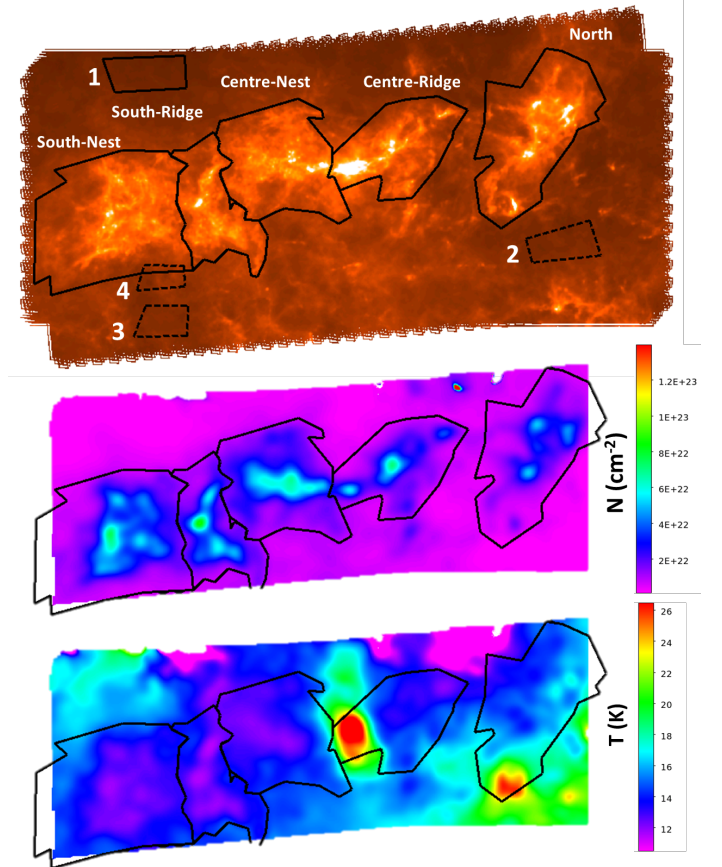 North
1
Centre-Nest
Centre-Ridge
South-Ridge
South-Nest
2
4
3
N (cm-2)
1.2E+23
1E+23
8E+22
6E+22
4E+22
2E+22
T (K)
26
24
22
20
18
16
14
12